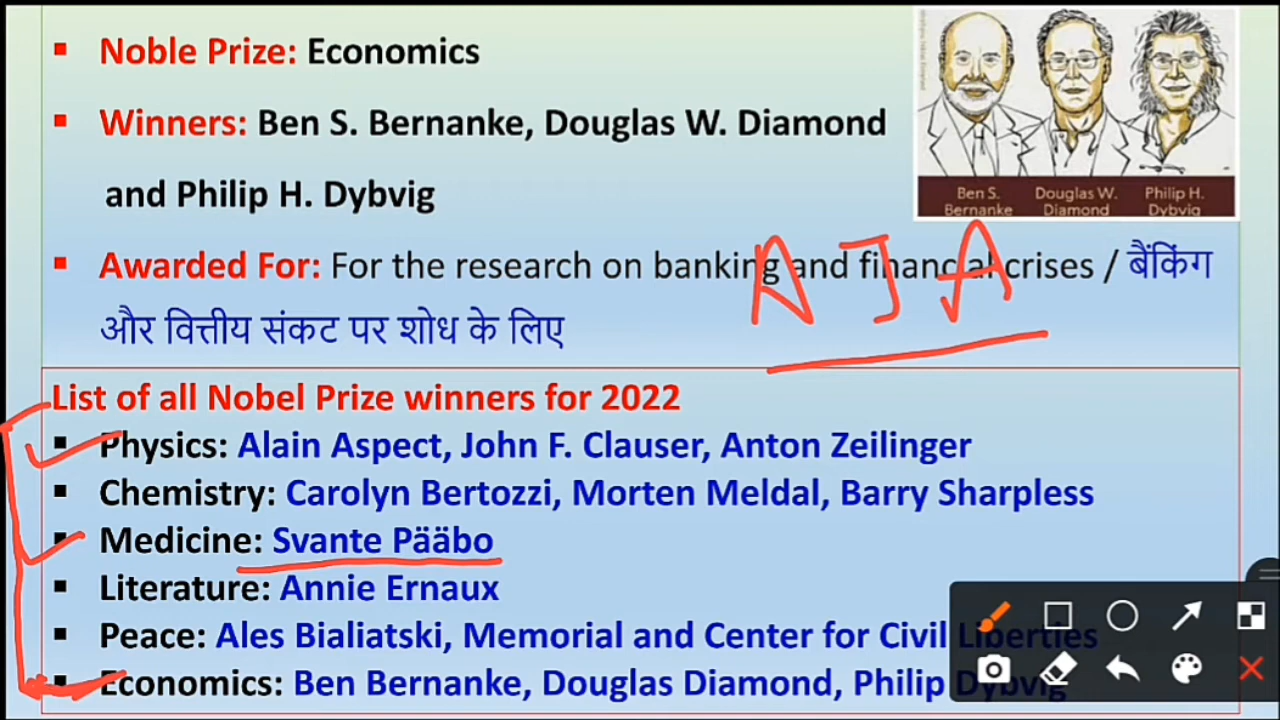 Noble Prize: Economics
Winners: Ben S. Bernanke, Douglas W. Diamond
and Philip H. Dybvig
Ben S.
Bernanke
Douglas W.
Diamond
Philip H.
Dybvig
Awarded For: For the research on banking and financial crises / बैंकिंग
और वित्तीय संकट पर शोध के लिए
A J A
List of all Nobel Prize winners for 2022
Physics: Alain Aspect, John F. Clauser, Anton Zeilinger
Chemistry: Carolyn Bertozzi, Morten Meldal, Barry Sharpless
Medicine: Svante Pääbo
Literature: Annie Ernaux
Peace: Ales Bialiatski, Memorial and Center for Civil Liberties
Economics: Ben Bernanke, Douglas Diamond, Philip Dybvig